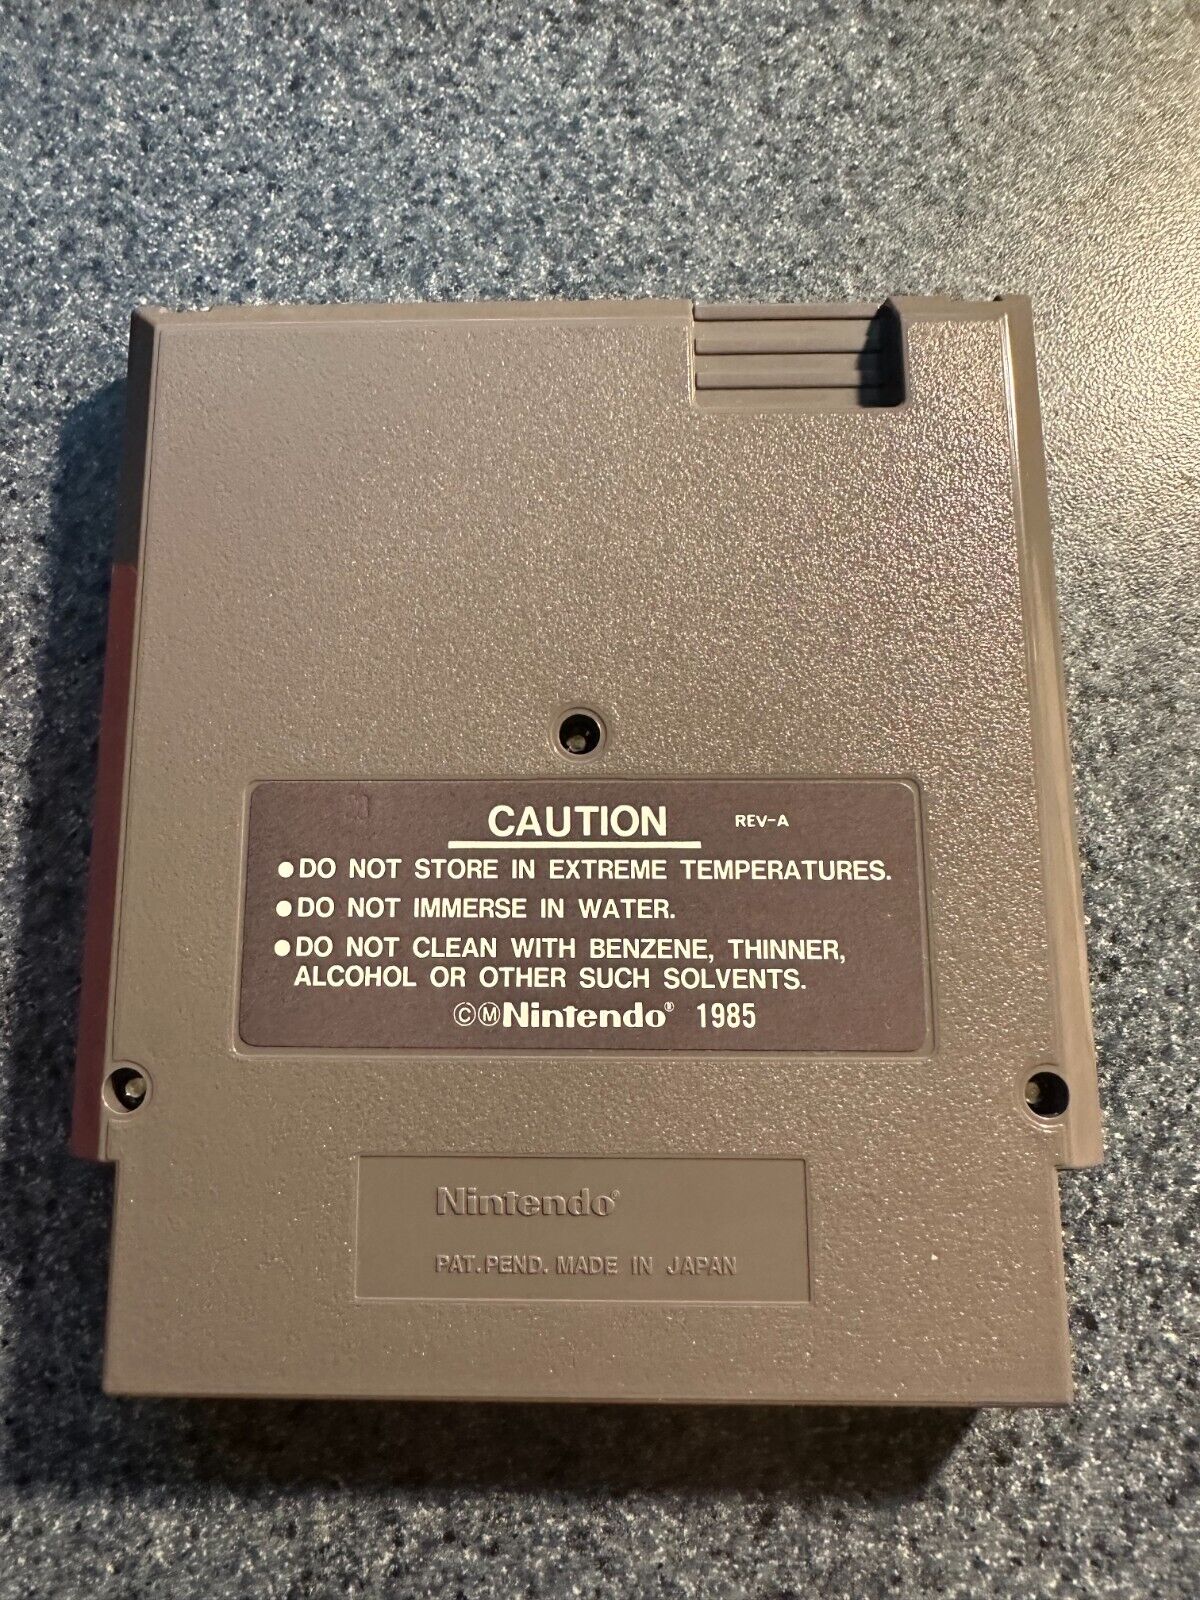 CAUTION REV-A
●DO NOT STORE IN EXTREME TEMPERATURES.
●DO NOT IMMERSE IN WATER.
●DO NOT CLEAN WITH BENZENE, THINNER,
ALCOHOL OR OTHER SUCH SOLVENTS.
©ⓂNintendo® 1985
Nintendo®
PAT. PEND. MADE IN JAPAN